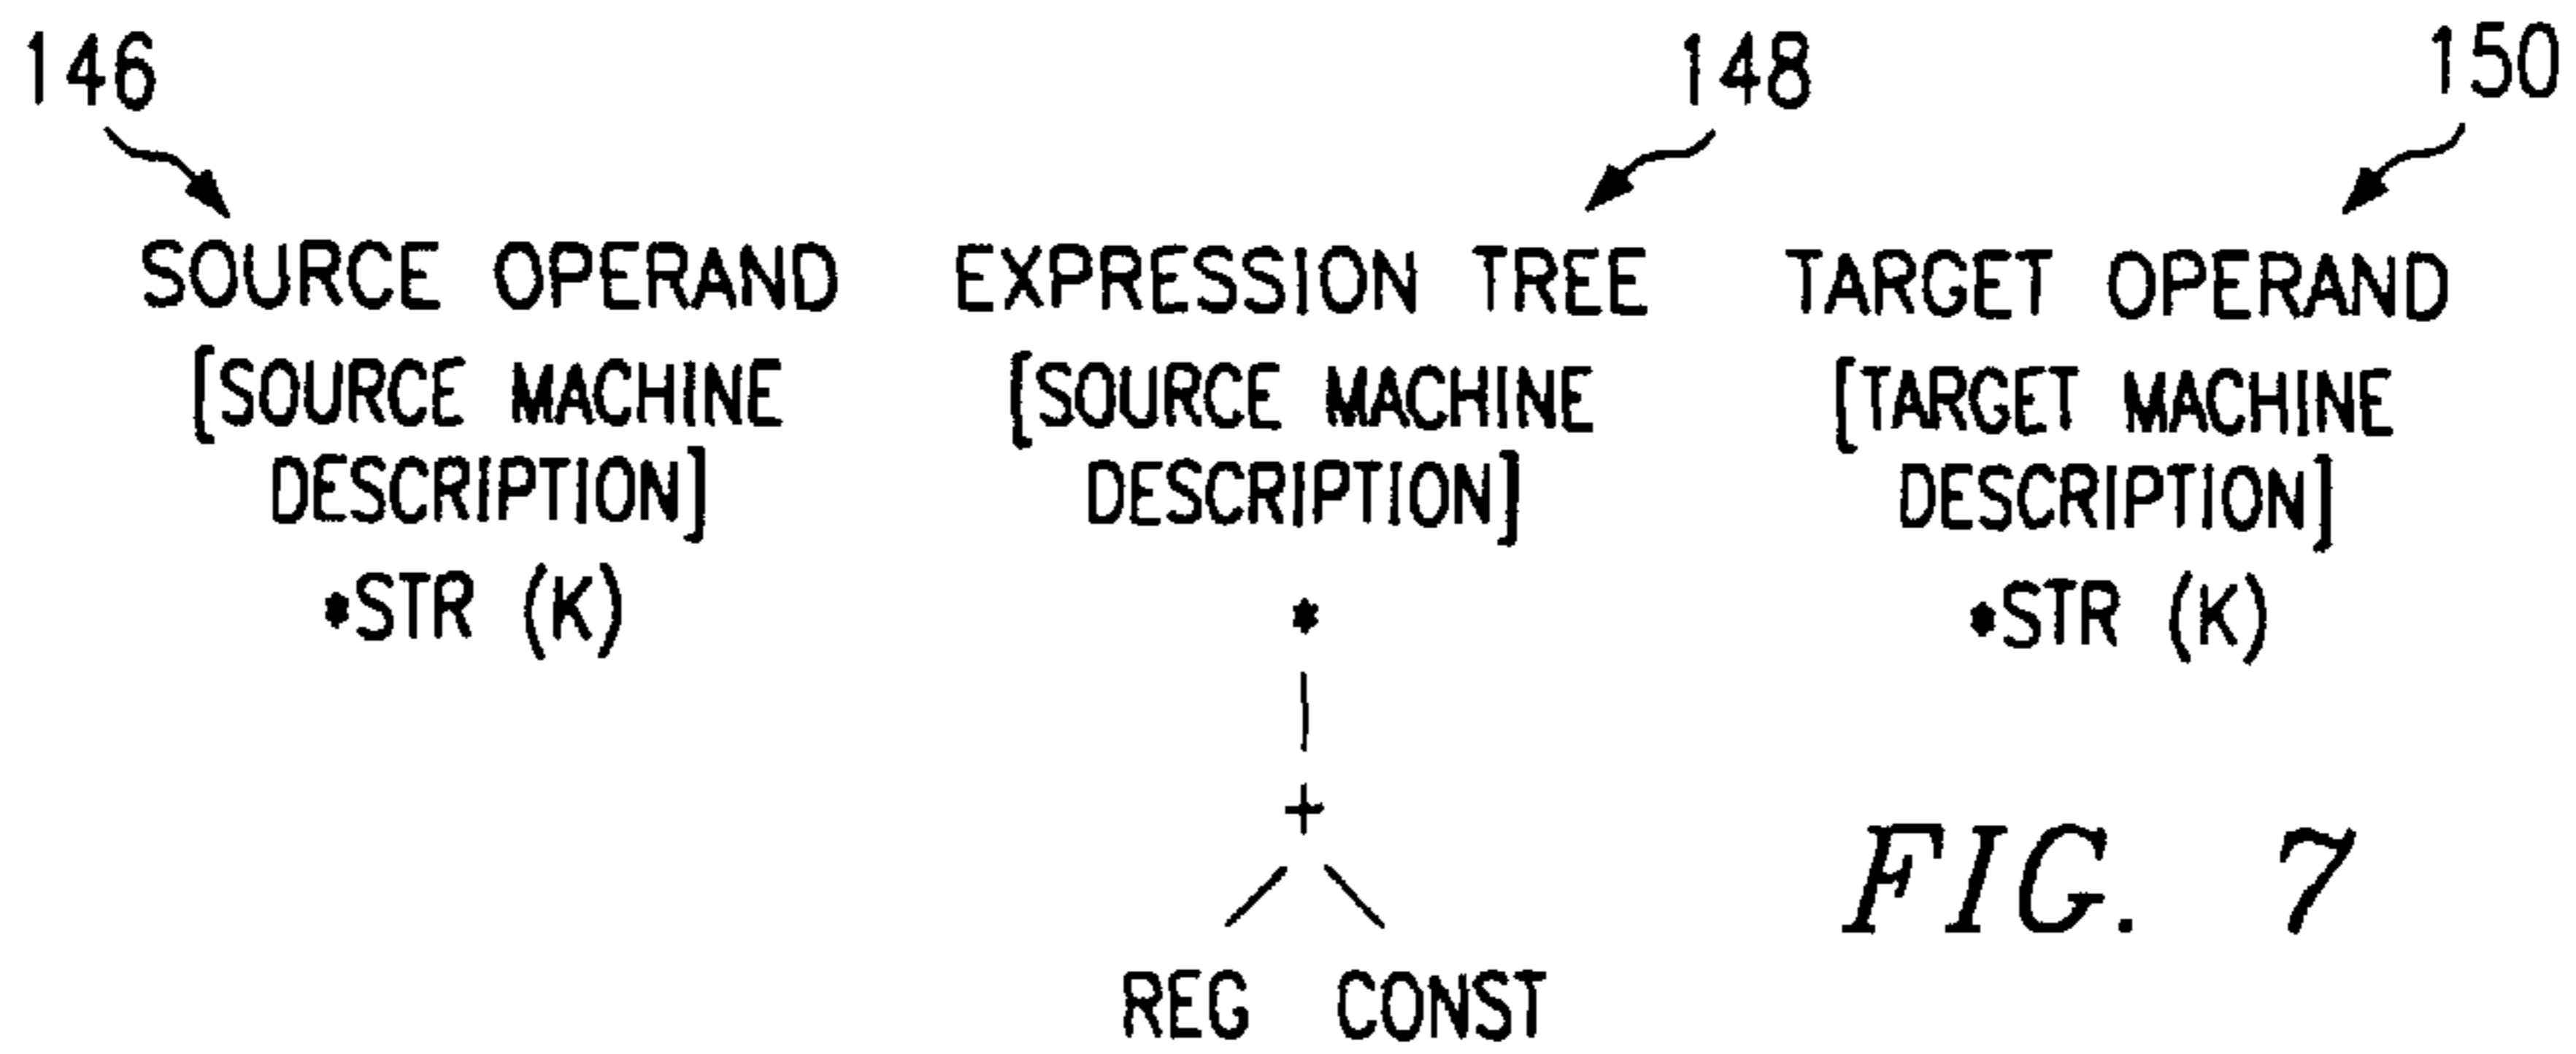 146
148
150
SOURCE OPERAND
[SOURCE MACHINE
DESCRIPTION]
*STR (K)
EXPRESSION TREE
[SOURCE MACHINE
DESCRIPTION]
*
+
REG CONST
TARGET OPERAND
[TARGET MACHINE
DESCRIPTION]
*STR (K)
FIG. 7